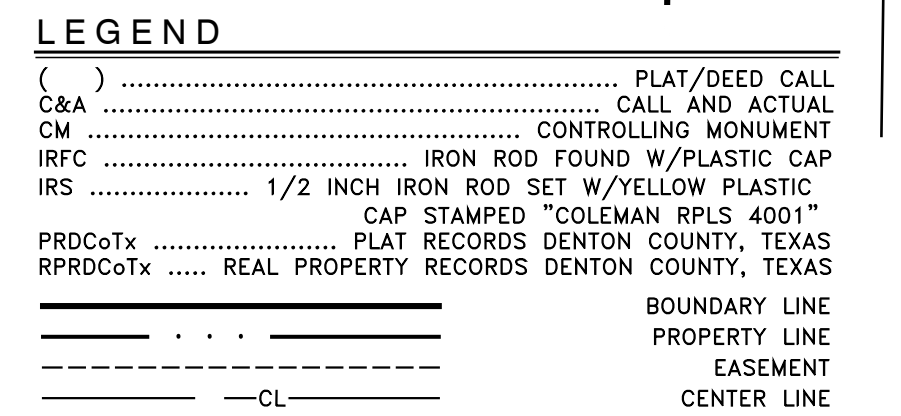 LEGEND
( ) .............................................................. PLAT/DEED CALL
C&A .............................................................. CALL AND ACTUAL
CM ...................................................... CONTROLLING MONUMENT
IRFC ...................................... IRON ROD FOUND W/PLASTIC CAP
IRS .................... 1/2 INCH IRON ROD SET W/YELLOW PLASTIC
CAP STAMPED "COLEMAN RPLS 4001"
PRDCoTx ....................... PLAT RECORDS DENTON COUNTY, TEXAS
RPRDCoTx ..... REAL PROPERTY RECORDS DENTON COUNTY, TEXAS
BOUNDARY LINE
PROPERTY LINE
EASEMENT
CL CENTER LINE